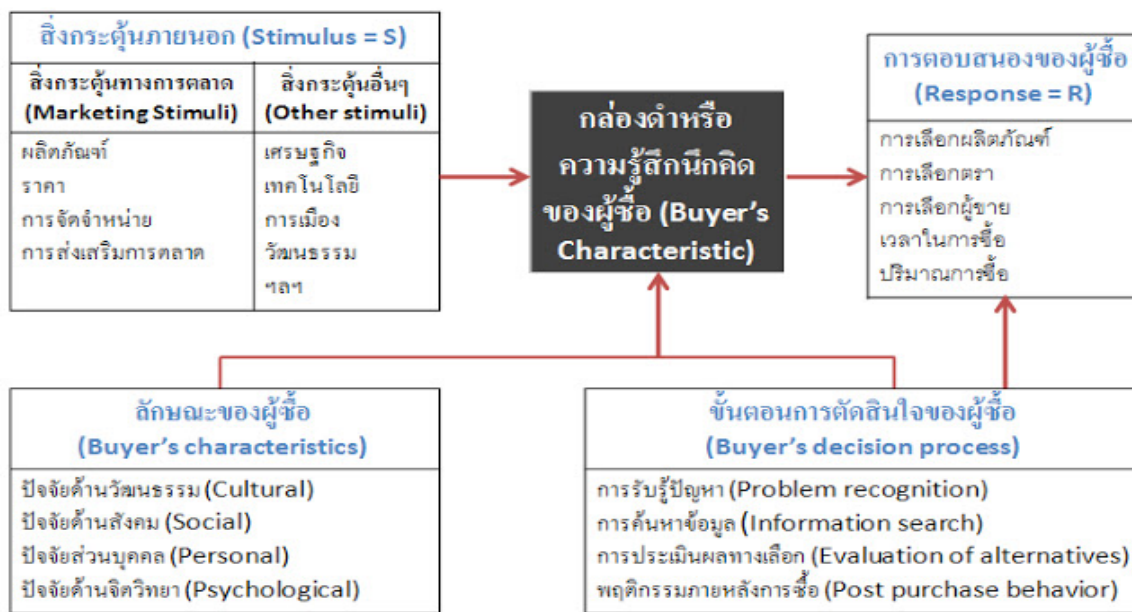 สิ่งกระตุ้นภายนอก (Stimulus = S)
สิ่งกระตุ้นทางการตลาด
(Marketing Stimuli)
ผลิตภัณฑ์
ราคา
การจัดจำหน่าย
การส่งเสริมการตลาด
สิ่งกระตุ้นอื่นๆ
(Other stimuli)
เศรษฐกิจ
เทคโนโลยี
การเมือง
วัฒนธรรม
ฯลฯ
กล่องดำหรือ
ความรู้สึกนึกคิด
ของผู้ซื้อ (Buyer’s
Characteristic)
การตอบสนองของผู้ซื้อ
(Response = R)
การเลือกผลิตภัณฑ์
การเลือกตรา
การเลือกผู้ขาย
เวลาในการซื้อ
ปริมาณการซื้อ
ลักษณะของผู้ซื้อ
(Buyer’s characteristics)
ปัจจัยด้านวัฒนธรรม (Cultural)
ปัจจัยด้านสังคม (Social)
ปัจจัยส่วนบุคคล (Personal)
ปัจจัยด้านจิตวิทยา (Psychological)
ขั้นตอนการตัดสินใจของผู้ซื้อ
(Buyer’s decision process)
การรับรู้ปัญหา (Problem recognition)
การค้นหาข้อมูล (Information search)
การประเมินผลทางเลือก (Evaluation of alternatives)
พฤติกรรมภายหลังการซื้อ (Post purchase behavior)